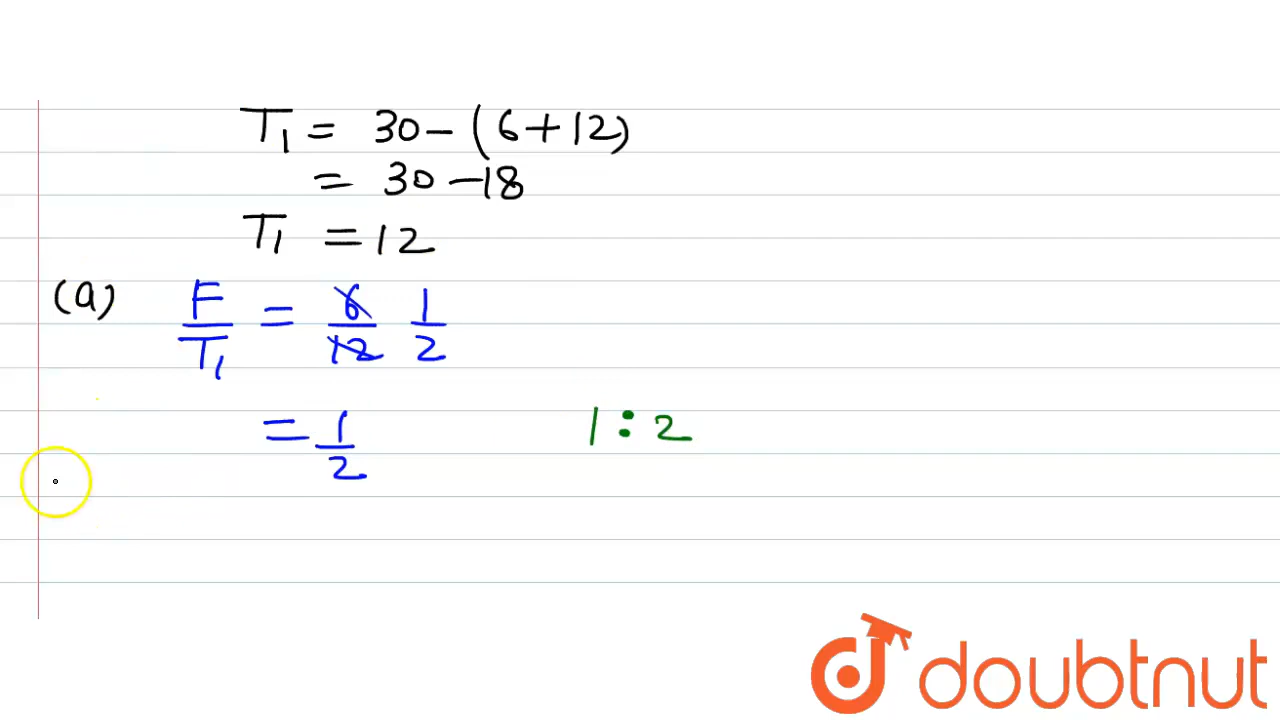 T1 = 30 - (6 + 12)
= 30 - 18
T1 = 12
(a) F/T1 = 6/12 1/2
= 1/2 1 : 2
doubtnut